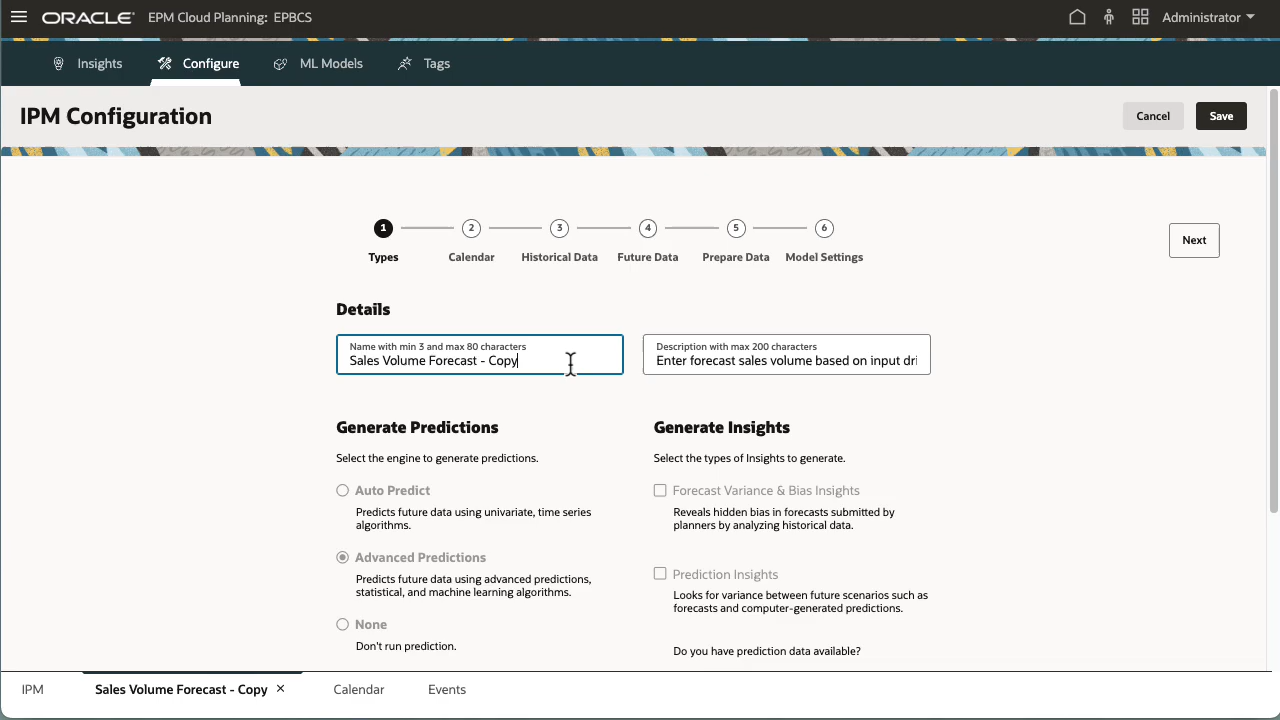 ORACLE EPM Cloud Planning: EPBCS Administrator
Insights Configure ML Models Tags
IPM Configuration Cancel Save
1 2 3 4 5 6
Types Calendar Historical Data Future Data Prepare Data Model Settings
Next
Details
Name with min 3 and max 80 characters
Sales Volume Forecast - Copy
Description with max 200 characters
Enter forecast sales volume based on input dri
Generate Predictions
Select the engine to generate predictions.
Auto Predict
Predicts future data using univariate, time series
algorithms.
Advanced Predictions
Predicts future data using advanced predictions,
statistical, and machine learning algorithms.
None
Don't run prediction.
Generate Insights
Select the types of Insights to generate.
Forecast Variance & Bias Insights
Reveals hidden bias in forecasts submitted by
planners by analyzing historical data.
Prediction Insights
Looks for variance between future scenarios such as
forecasts and computer-generated predictions.
Do you have prediction data available?
IPM Sales Volume Forecast - Copy Calendar Events